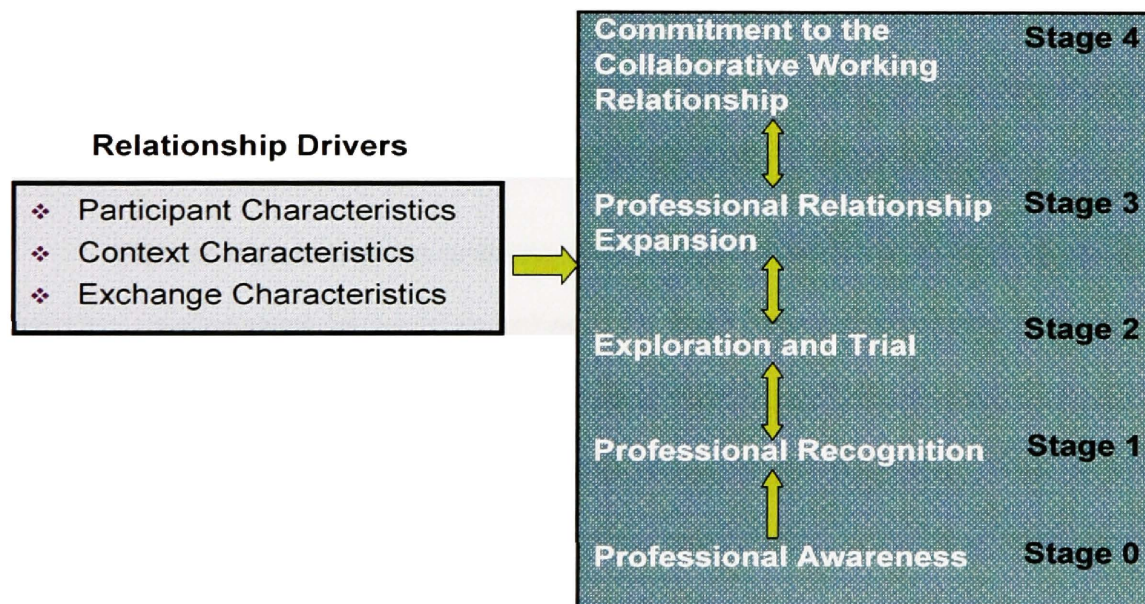 Relationship Drivers
❖ Participant Characteristics
❖ Context Characteristics
❖ Exchange Characteristics
Commitment to the
Collaborative Working
Relationship
Stage 4
Professional Relationship
Expansion
Stage 3
Exploration and Trial
Stage 2
Professional Recognition
Stage 1
Professional Awareness
Stage 0